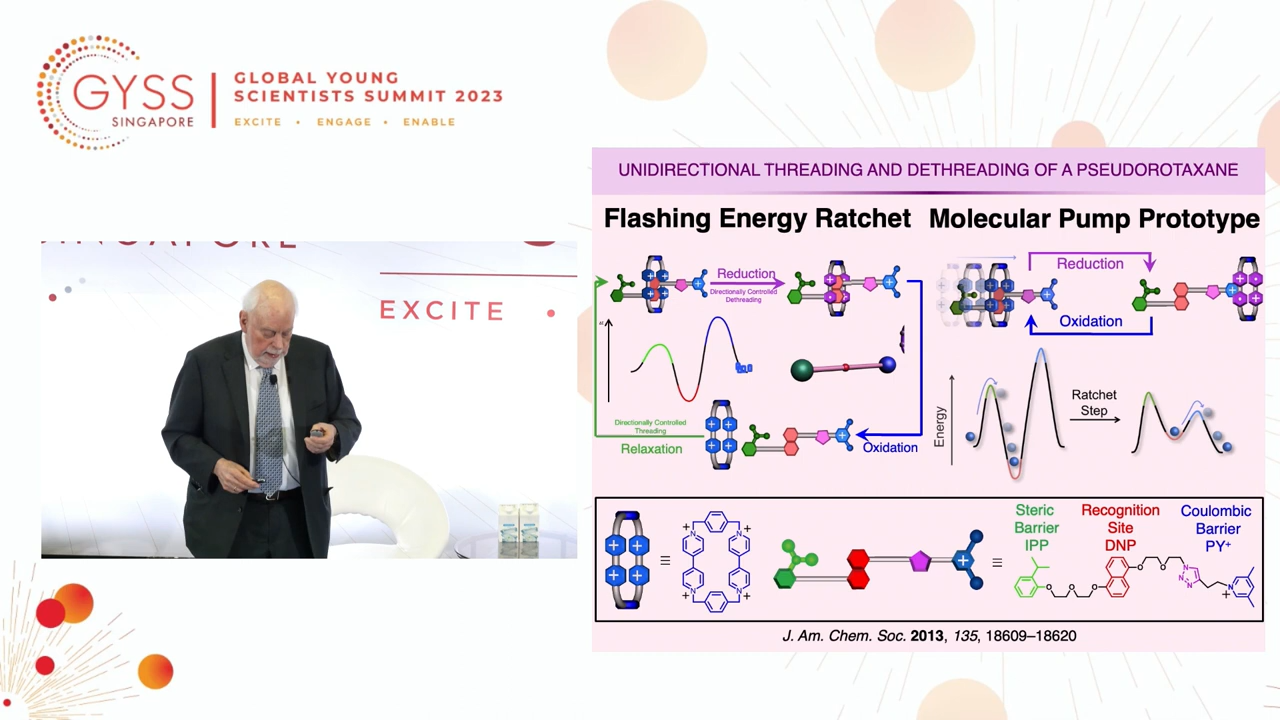 GYSS
SINGAPORE
GLOBAL YOUNG
SCIENTISTS SUMMIT 2023
EXCITE • ENGAGE • ENABLE
SINGAPORE
EXCITE
UNIDIRECTIONAL THREADING AND DETHREADING OF A PSEUDOROTAXANE
Flashing Energy Ratchet
Molecular Pump Prototype
Reduction
Directionally Controlled
Dethreading
Reduction
Oxidation
Energy
Ratchet
Step
Directionally Controlled
Threading
Relaxation
Oxidation
Steric
Barrier
IPP
Recognition
Site
DNP
Coulombic
Barrier
PY⁺
J. Am. Chem. Soc. 2013, 135, 18609–18620